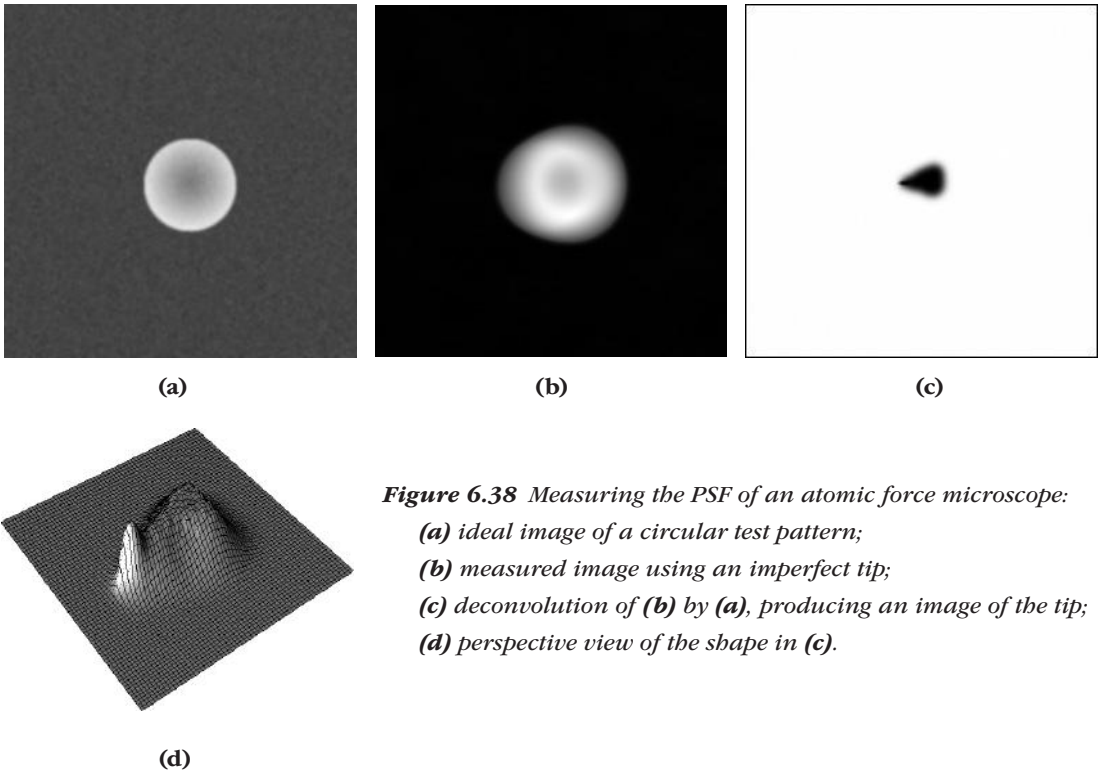 (a)
(b)
(c)
(d)
Figure 6.38 Measuring the PSF of an atomic force microscope:
(a) ideal image of a circular test pattern;
(b) measured image using an imperfect tip;
(c) deconvolution of (b) by (a), producing an image of the tip;
(d) perspective view of the shape in (c).